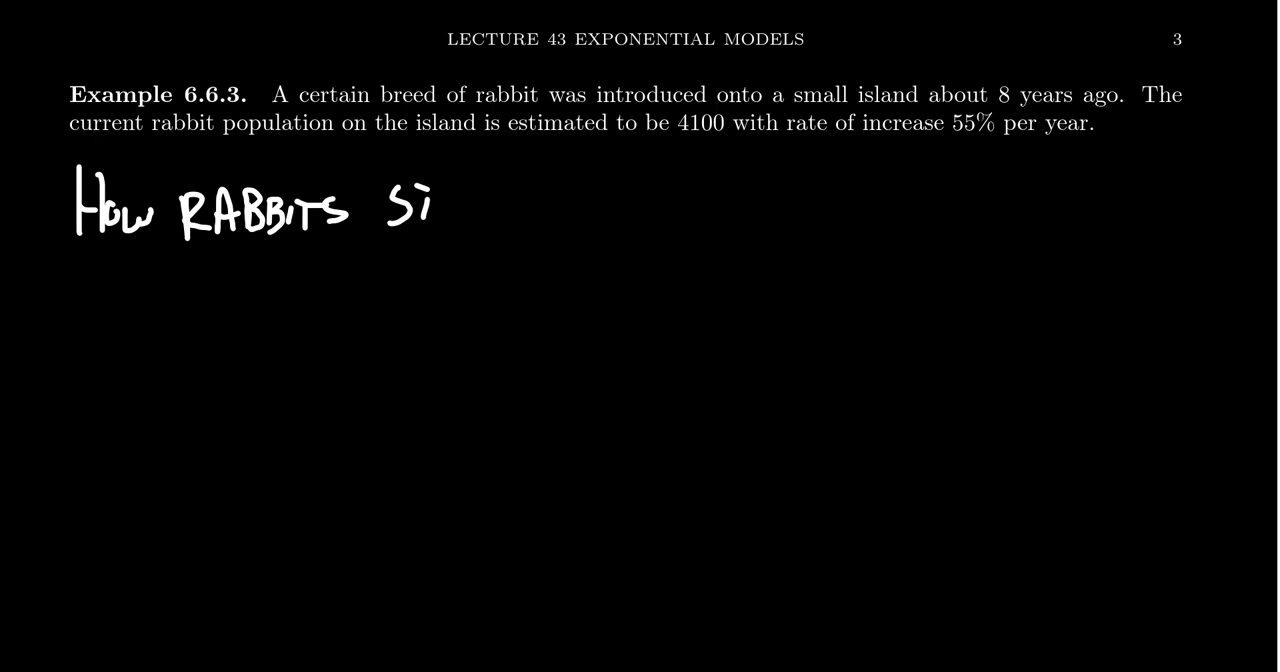 LECTURE 43 EXPONENTIAL MODELS 3
Example 6.6.3. A certain breed of rabbit was introduced onto a small island about 8 years ago. The
current rabbit population on the island is estimated to be 4100 with rate of increase 55% per year.
How RABBITS Si